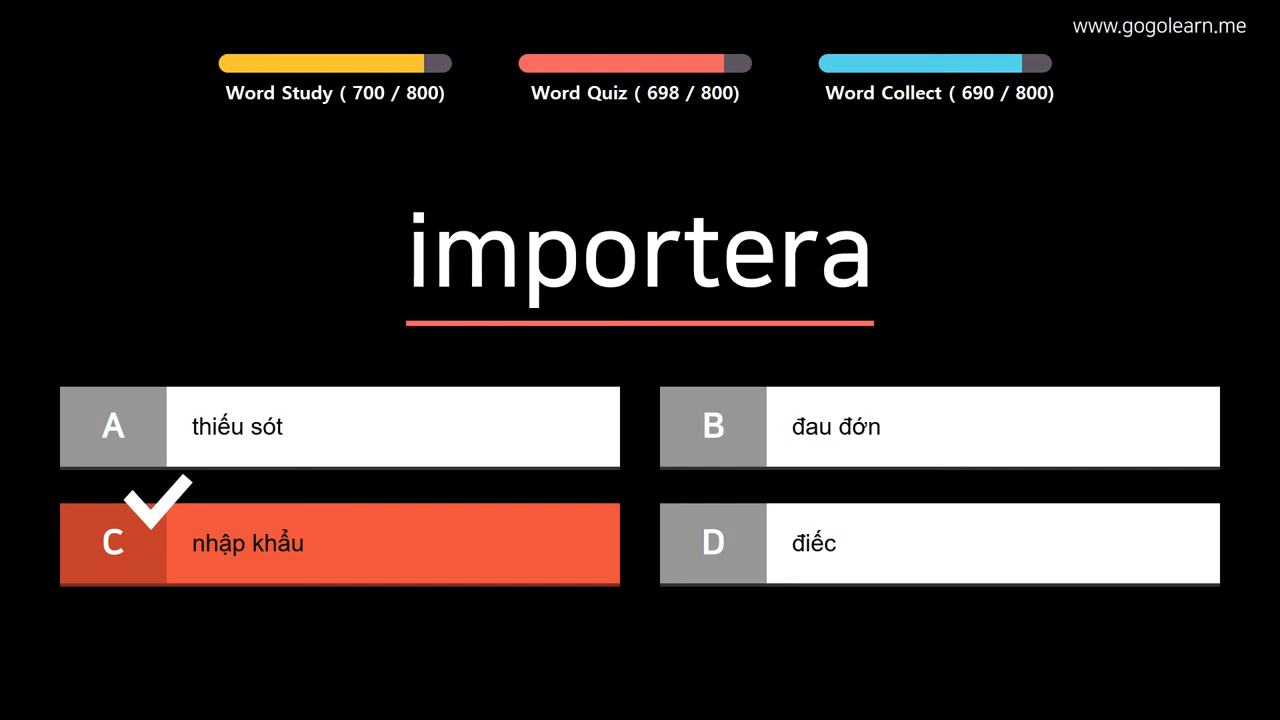 www.gogolearn.me
Word Study ( 700 / 800)
Word Quiz ( 698 / 800)
Word Collect ( 690 / 800)
importera
A thiếu sót
B đau đớn
C nhập khẩu
D điếc